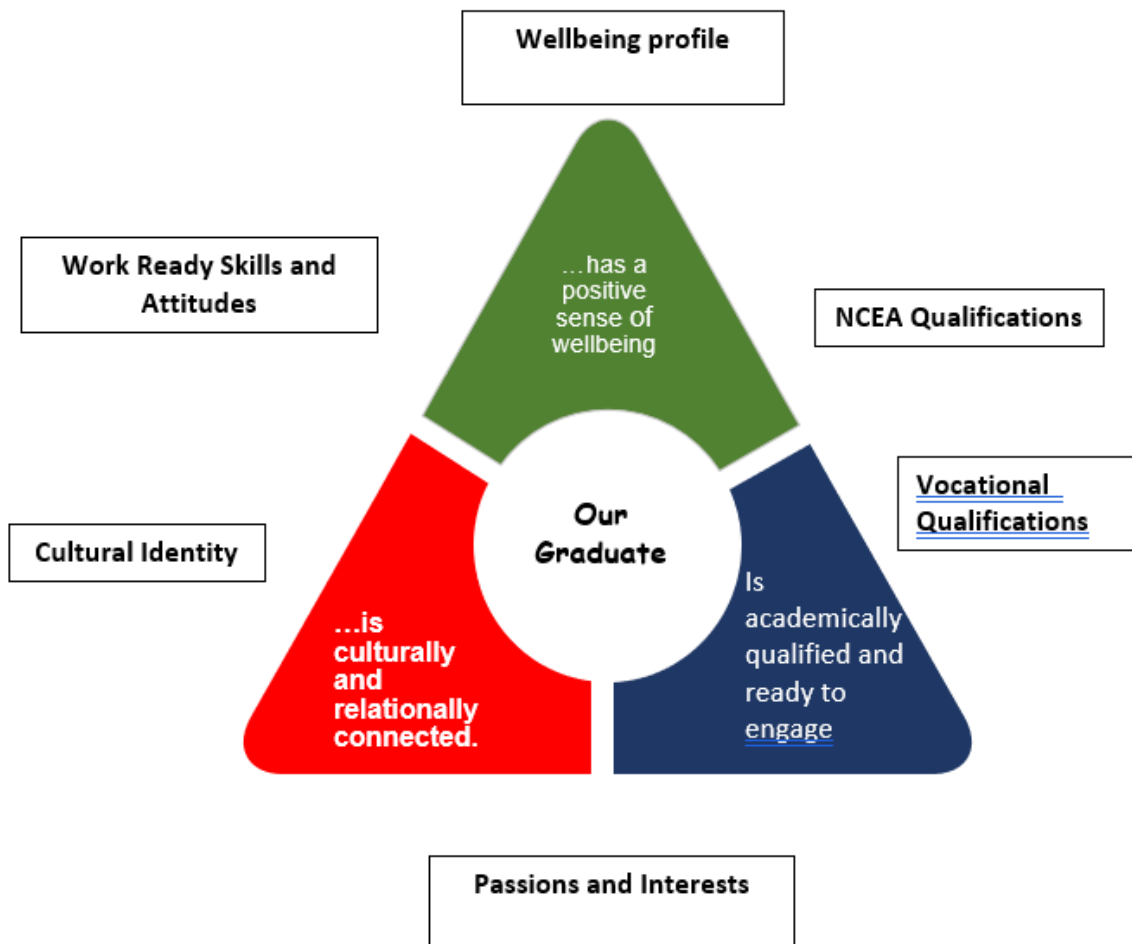 Wellbeing profile
Work Ready Skills and
Attitudes
…has a
positive
sense of
wellbeing
NCEA Qualifications
Vocational
Qualifications
Our
Graduate
Cultural Identity
…is
culturally
and
relationally
connected.
Is
academically
qualified and
ready to
engage
Passions and Interests